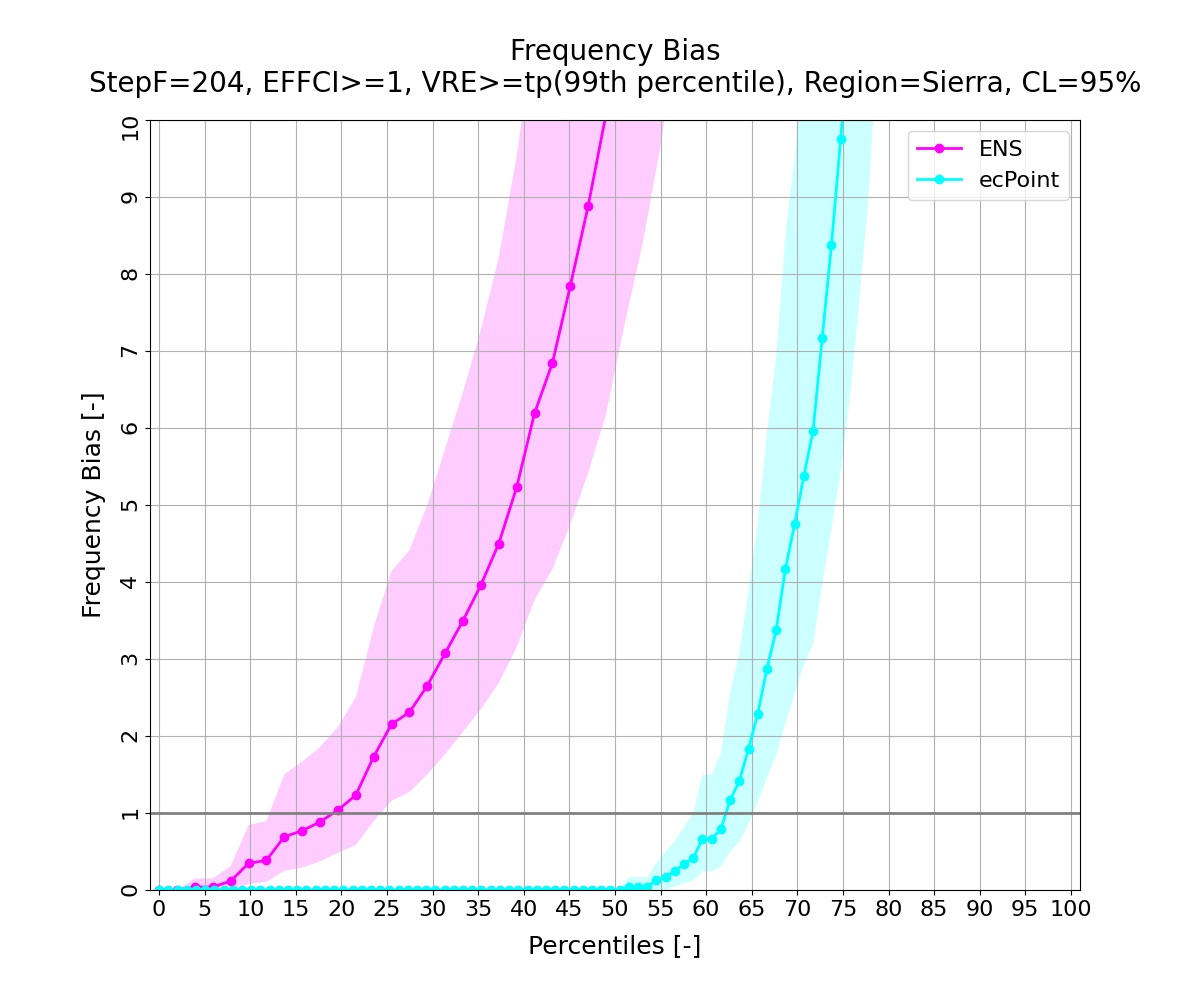 Frequency Bias
StepF=204, EFFCI>=1, VRE>=tp(99th percentile), Region=Sierra, CL=95%
ENS
ecPoint
Frequency Bias [-]
10
9
8
7
6
5
4
3
2
1
0
0 5 10 15 20 25 30 35 40 45 50 55 60 65 70 75 80 85 90 95 100
Percentiles [-]